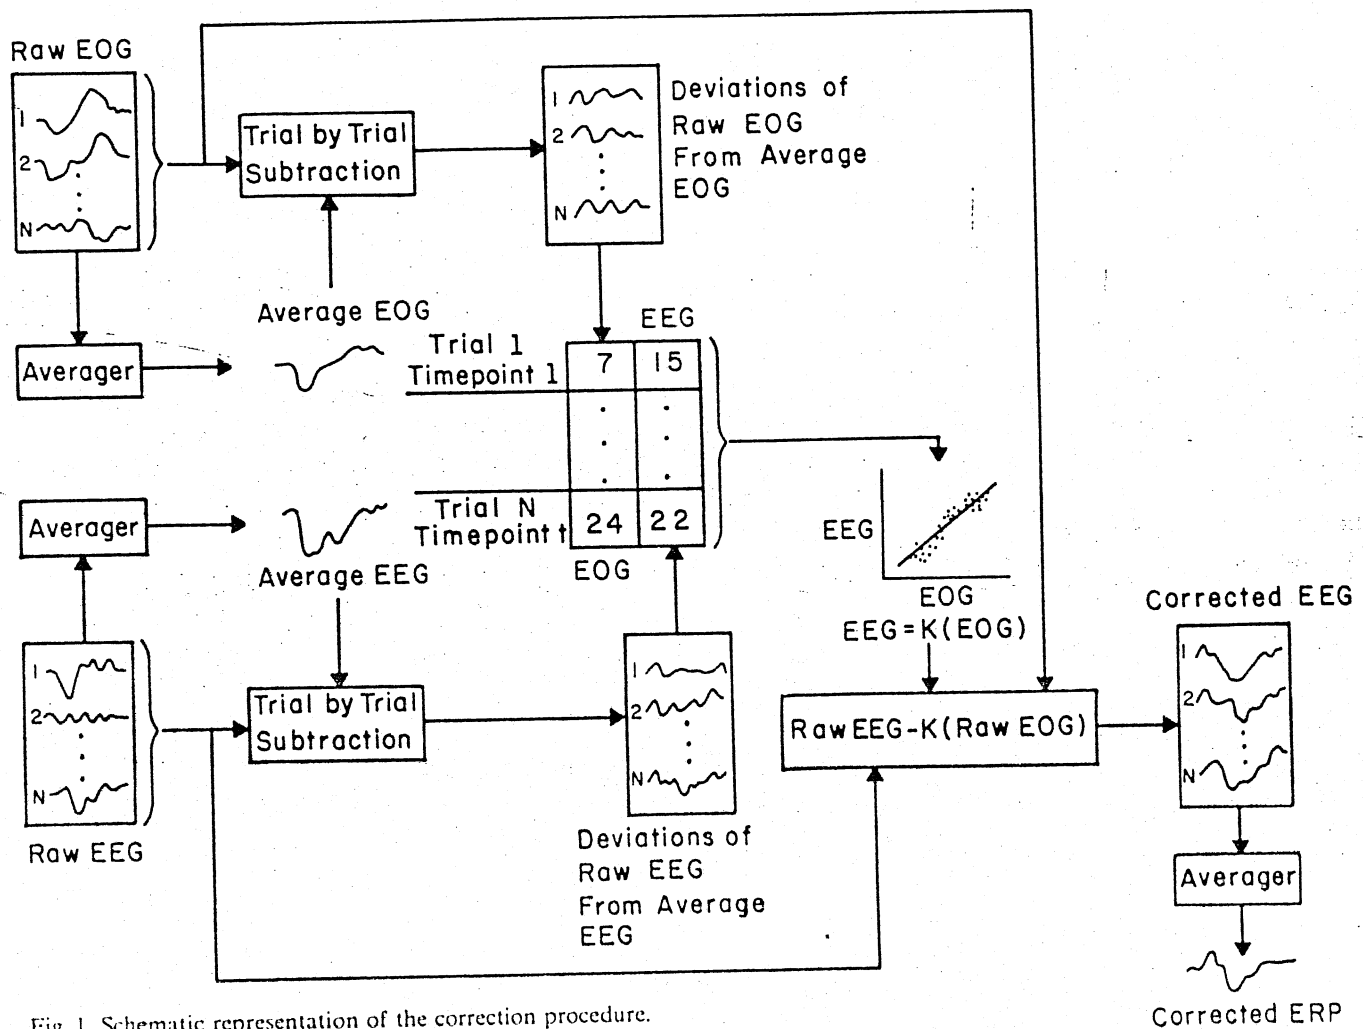 Raw EOG
1
2
N
Trial by Trial
Subtraction
1
2
N
Deviations of
Raw EOG
From Average
EOG
Average EOG
Averager
EEG
Trial 1
Timepoint 1
7
15
Trial N
Timepoint t
24
22
EOG
Averager
Average EEG
EEG
EOG
EEG=K(EOG)
1
2
N
Raw EEG
Trial by Trial
Subtraction
1
2
N
Deviations of
Raw EEG
From Average
EEG
Raw EEG-K(Raw EOG)
Corrected EEG
1
2
N
Averager
Corrected ERP
Fig. 1. Schematic representation of the correction procedure.